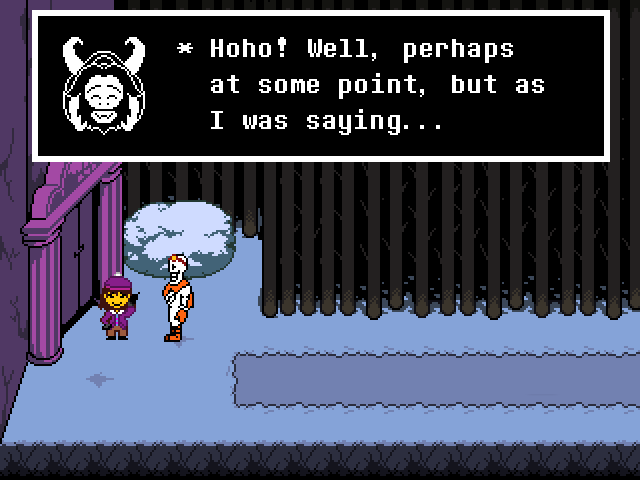 * Hoho! Well, perhaps
at some point, but as
I was saying...